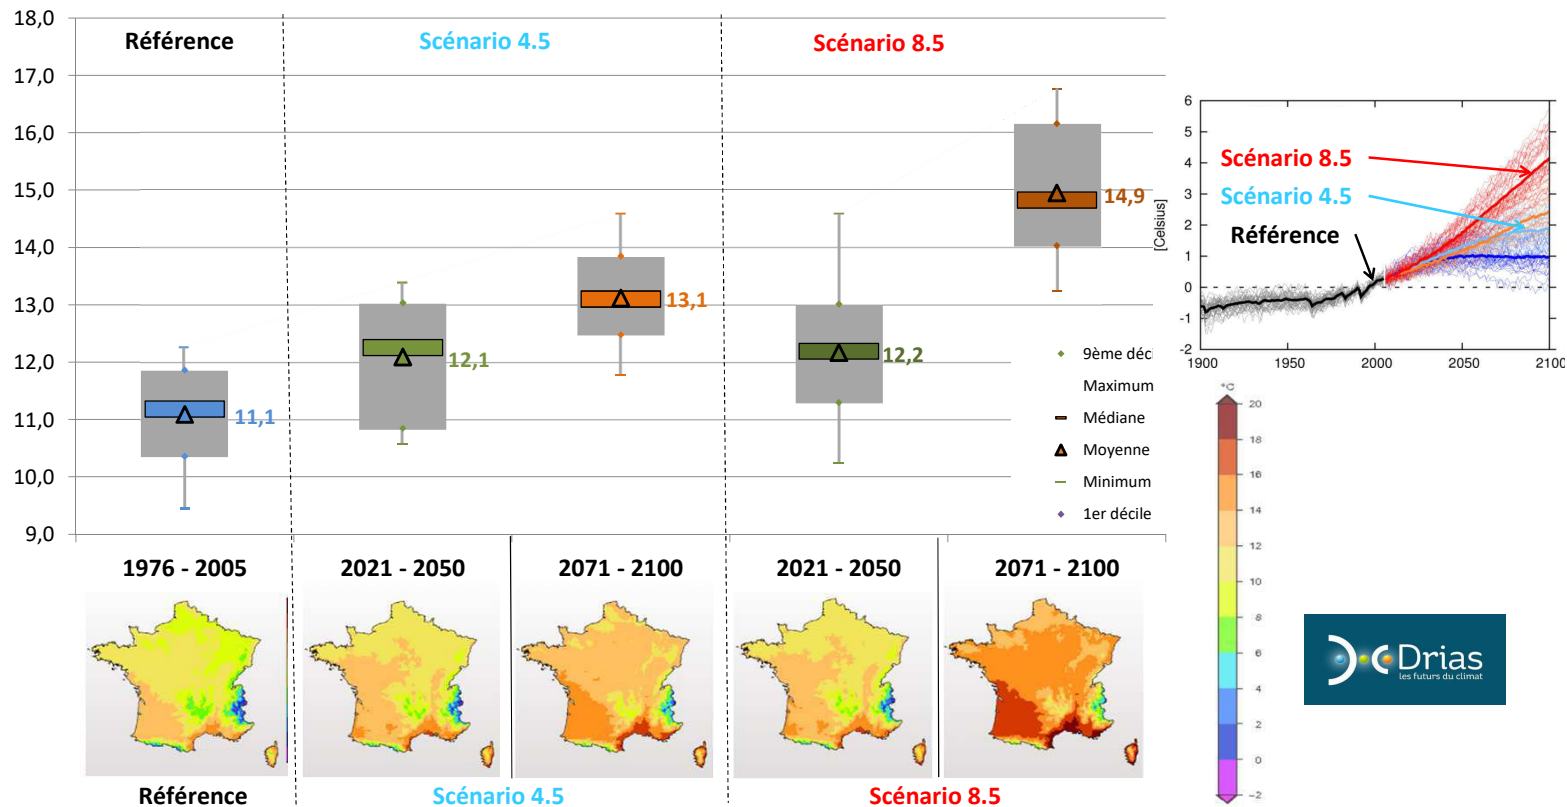 18,0
17,0
16,0
15,0
14,0
13,0
12,0
11,0
10,0
9,0
Référence
Scénario 4.5
Scénario 8.5
11,1
12,1
13,1
12,2
14,9
9ème déci
Maximum
Médiane
Moyenne
Minimum
1er décile
1976 - 2005
2021 - 2050
2071 - 2100
2021 - 2050
2071 - 2100
Référence
Scénario 4.5
Scénario 8.5
6
5
4
3
2
1
0
-1
-2
[Celsius]
Scénario 8.5
Scénario 4.5
Référence
1900
1950
2000
2050
2100
°C
20
18
16
14
12
10
8
6
4
2
0
-2
Drias
les futurs du climat